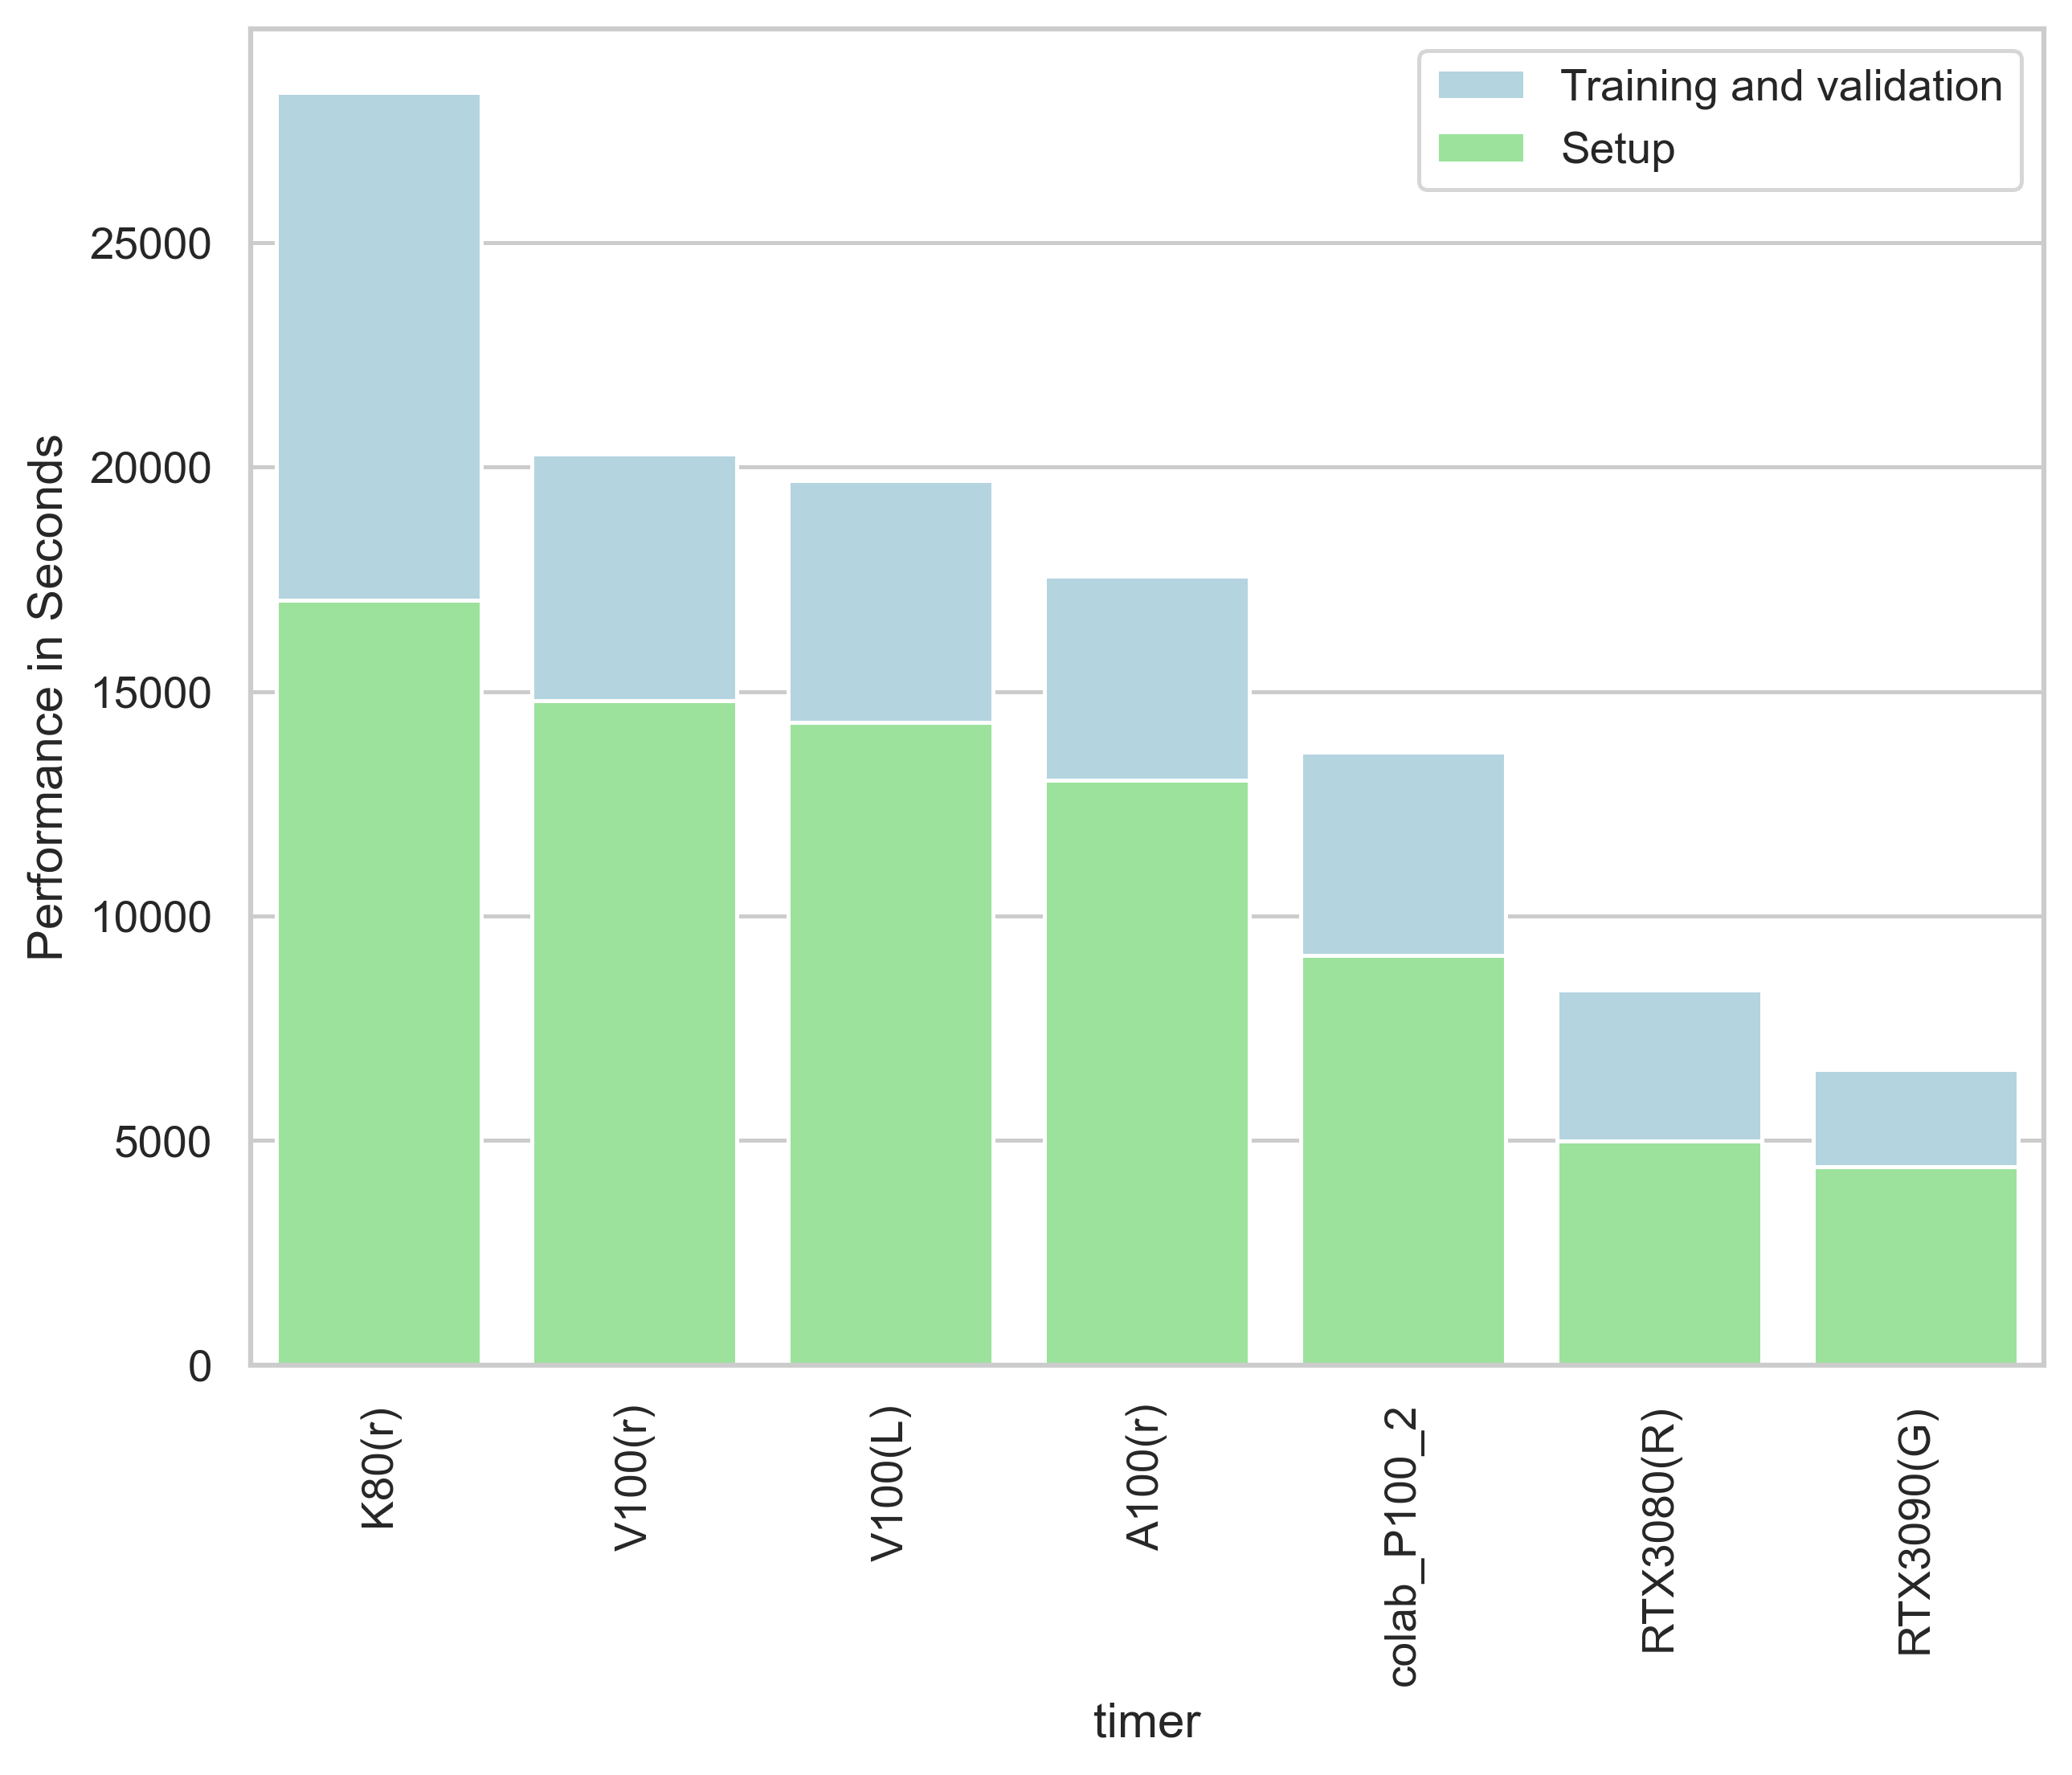 Training and validation
Setup
Performance in Seconds
25000
20000
15000
10000
5000
0
K80(r)
V100(r)
V100(L)
A100(r)
colab_P100_2
RTX3080(R)
RTX3090(G)
timer